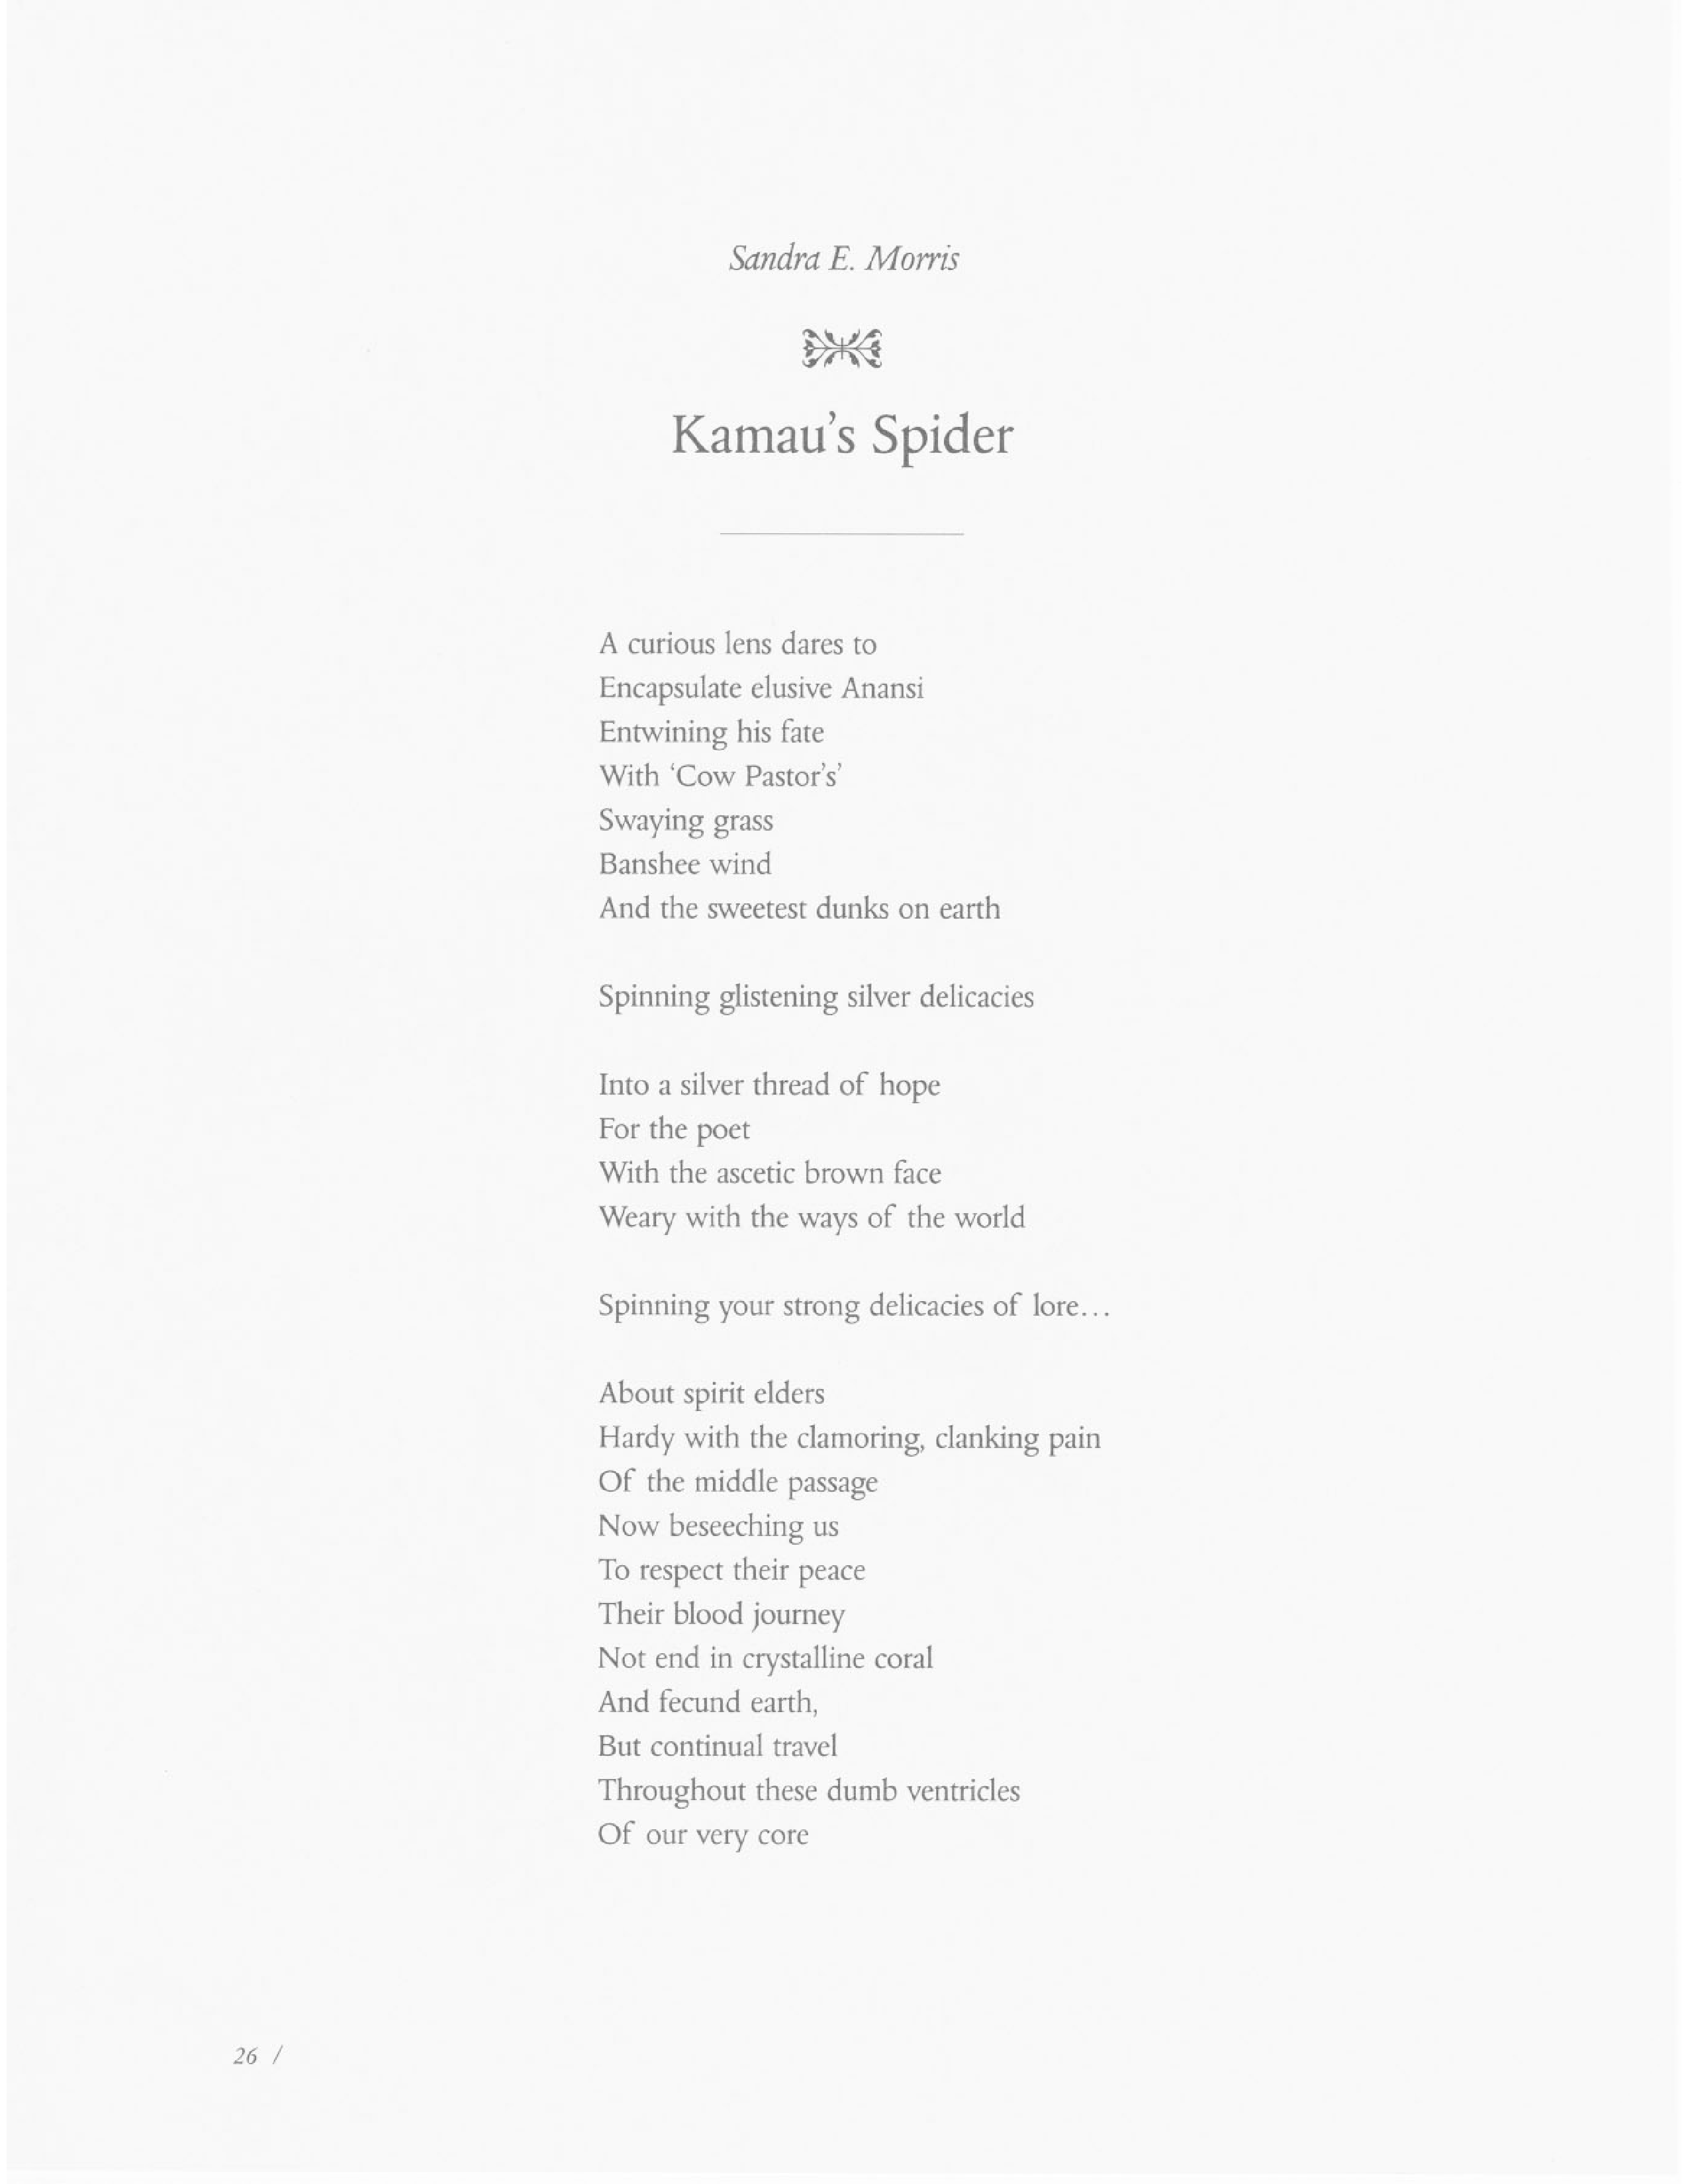 Sandra E. Morris
Kamau's Spider
A curious lens dares to
Encapsulate elusive Anansi
Entwining his fate
With ‘Cow Pastor's’
Swaying grass
Banshee wind
And the sweetest dunks on earth
Spinning glistening silver delicacies
Into a silver thread of hope
For the poet
With the ascetic brown face
Weary with the ways of the world
Spinning your strong delicacies of lore...
About spirit elders
Hardy with the clamoring, clanking pain
Of the middle passage
Now beseeching us
To respect their peace
Their blood journey
Not end in crystalline coral
And fecund earth,
But continual travel
Throughout these dumb ventricles
Of our very core
26 /